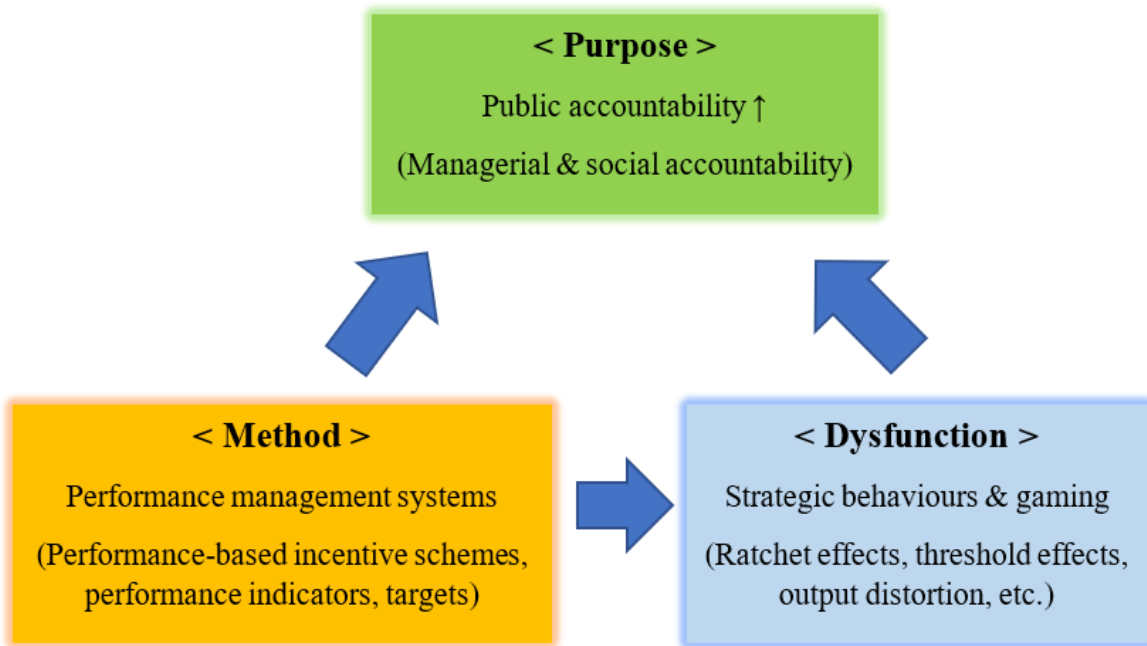 < Purpose >
Public accountability ↑
(Managerial & social accountability)
< Method >
Performance management systems
(Performance-based incentive schemes,
performance indicators, targets)
< Dysfunction >
Strategic behaviours & gaming
(Ratchet effects, threshold effects,
output distortion, etc.)